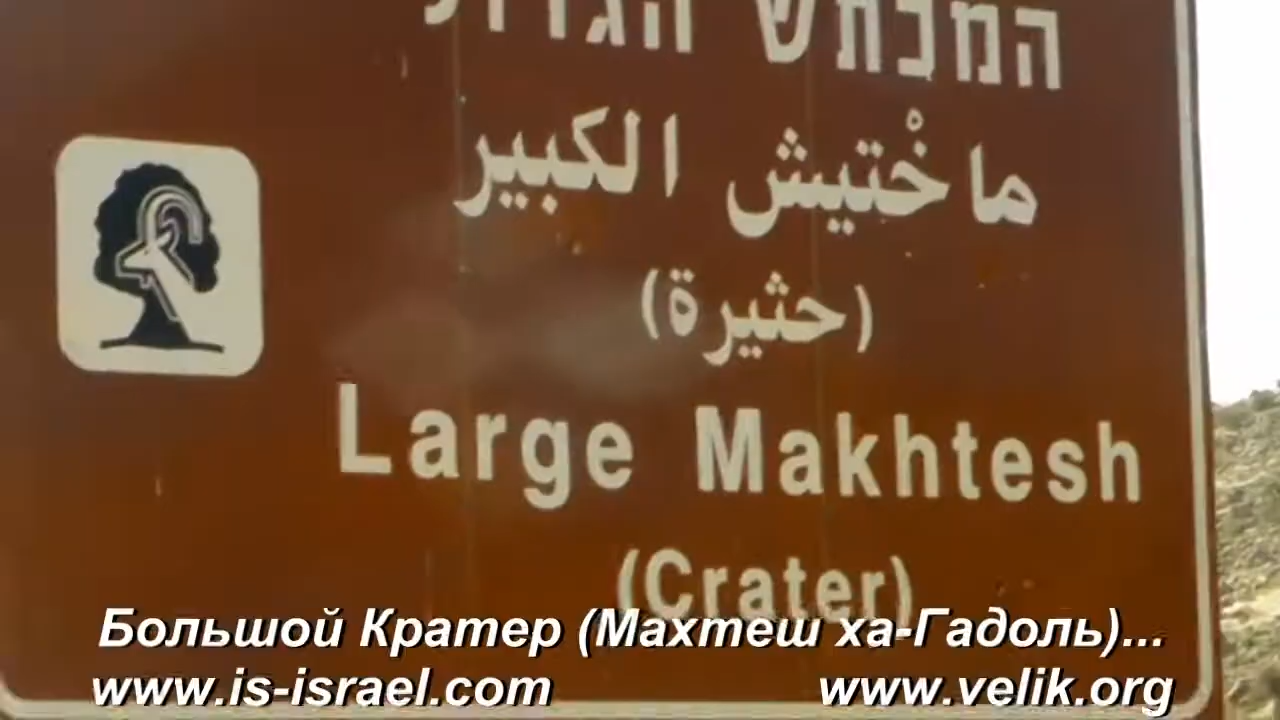 המכתש הגדול
ماخْتيش الكبير
(حثيرة)
Large Makhtesh
(Crater)
Большой Кратер (Махтеш ха-Гадоль)...
www.is-israel.com
www.velik.org